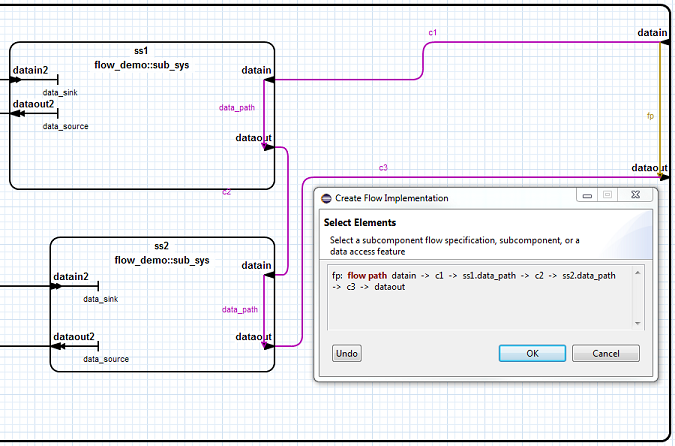 c1
datain
ss1
flow_demo::sub_sys
datain2
datain
data_sink
dataout2
data_path
data_source
fp
dataout
c3
dataout
c2
ss2
flow_demo::sub_sys
datain
datain2
data_sink
data_path
dataout2
dataout
data_source
Create Flow Implementation
Select Elements
Select a subcomponent flow specification, subcomponent, or a
data access feature
fp: flow path datain -> c1 -> ss1.data_path -> c2 -> ss2.data_path
-> c3 -> dataout
Undo
OK
Cancel